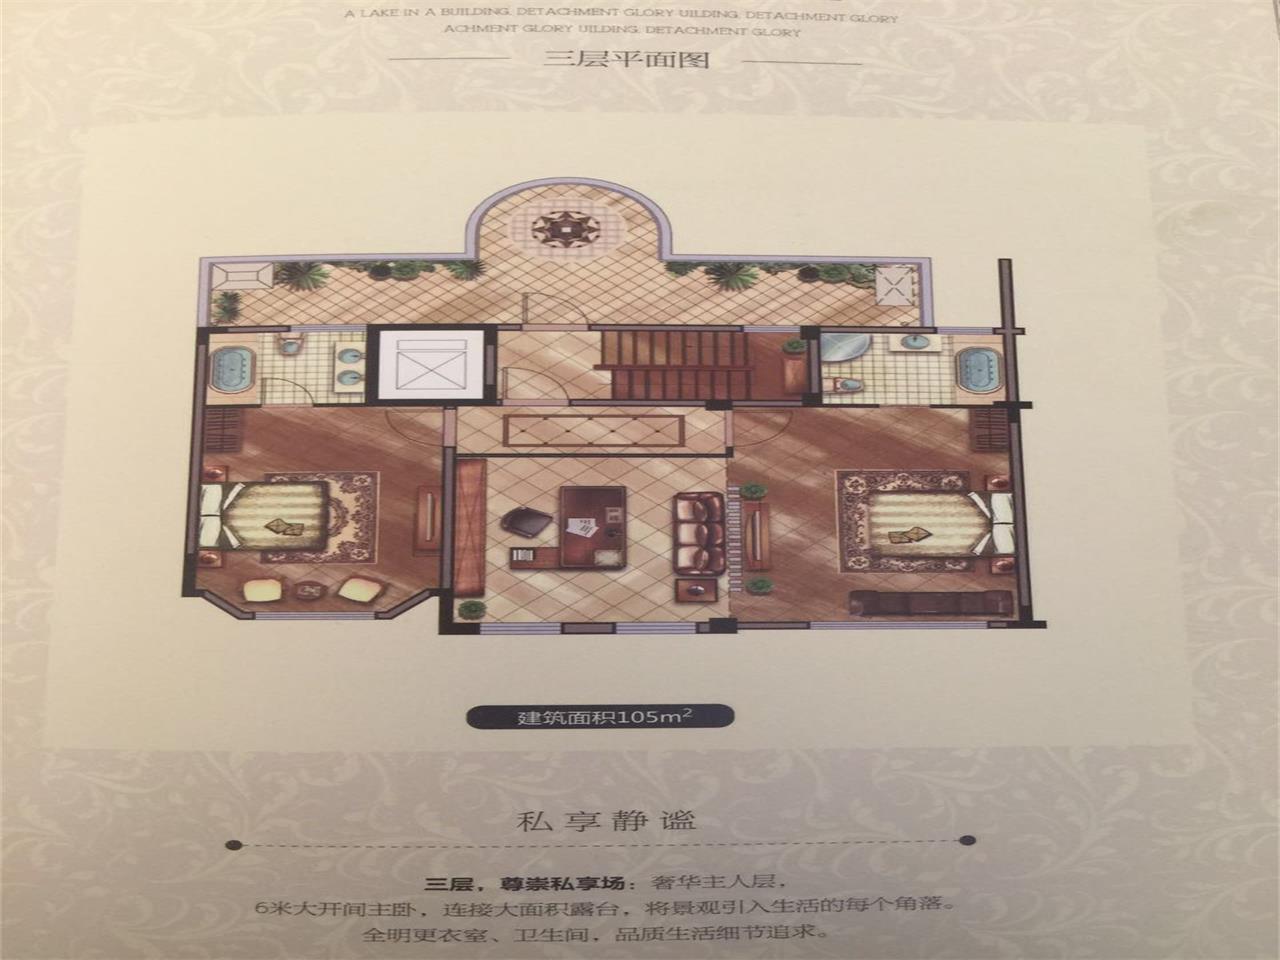 A LAKE IN A BUILDING, DETACHMENT GLORY UILDING, DETACHMENT GLORY
ACHMENT GLORY UILDING, DETACHMENT GLORY
三层平面图
建筑面积105m²
私享静谧
三层，尊崇私享场：奢华主人层，
6米大开间主卧，连接大面积露台，将景观引入生活的每个角落。
全明更衣室、卫生间，品质生活细节追求。